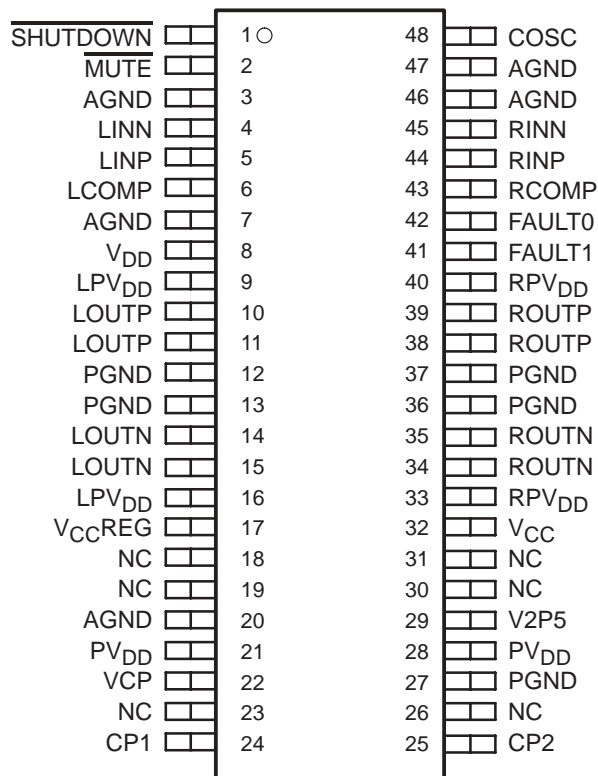 SHUTDOWN 1 48 COSC
MUTE 2 47 AGND
AGND 3 46 AGND
LINN 4 45 RINN
LINP 5 44 RINP
LCOMP 6 43 RCOMP
AGND 7 42 FAULT0
VDD 8 41 FAULT1
LPVDD 9 40 RPVDD
LOUTP 10 39 ROUTP
LOUTP 11 38 ROUTP
PGND 12 37 PGND
PGND 13 36 PGND
LOUTN 14 35 ROUTN
LOUTN 15 34 ROUTN
LPVDD 16 33 RPVDD
VCCREG 17 32 VCC
NC 18 31 NC
NC 19 30 NC
AGND 20 29 V2P5
PVDD 21 28 PVDD
VCP 22 27 PGND
NC 23 26 NC
CP1 24 25 CP2